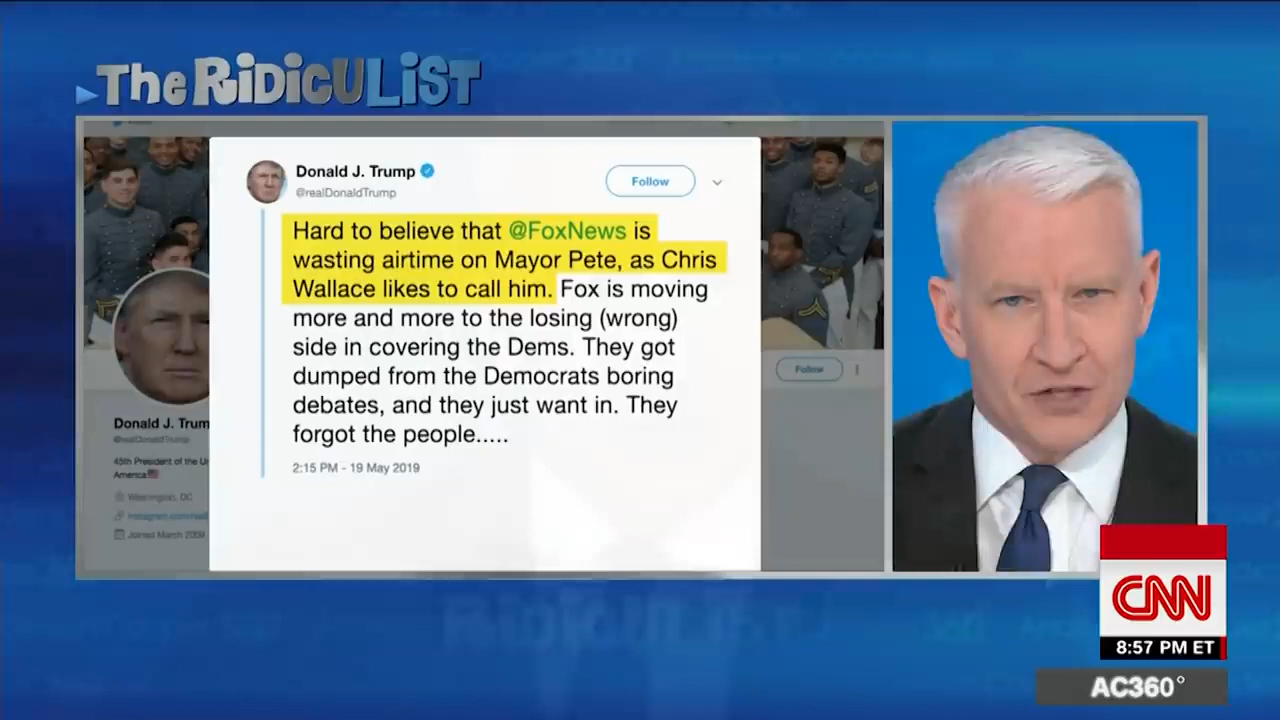 The RiDiCULiST
Donald J. Trump
@realDonaldTrump
Follow
Hard to believe that @FoxNews is
wasting airtime on Mayor Pete, as Chris
Wallace likes to call him. Fox is moving
more and more to the losing (wrong)
side in covering the Dems. They got
dumped from the Democrats boring
debates, and they just want in. They
forgot the people.....
2:15 PM - 19 May 2019
Follow
Donald J. Trum
@realDonaldTrump
45th President of the Un
America
Washington, DC
Joined March 2009
CNN
8:57 PM ET
AC360°